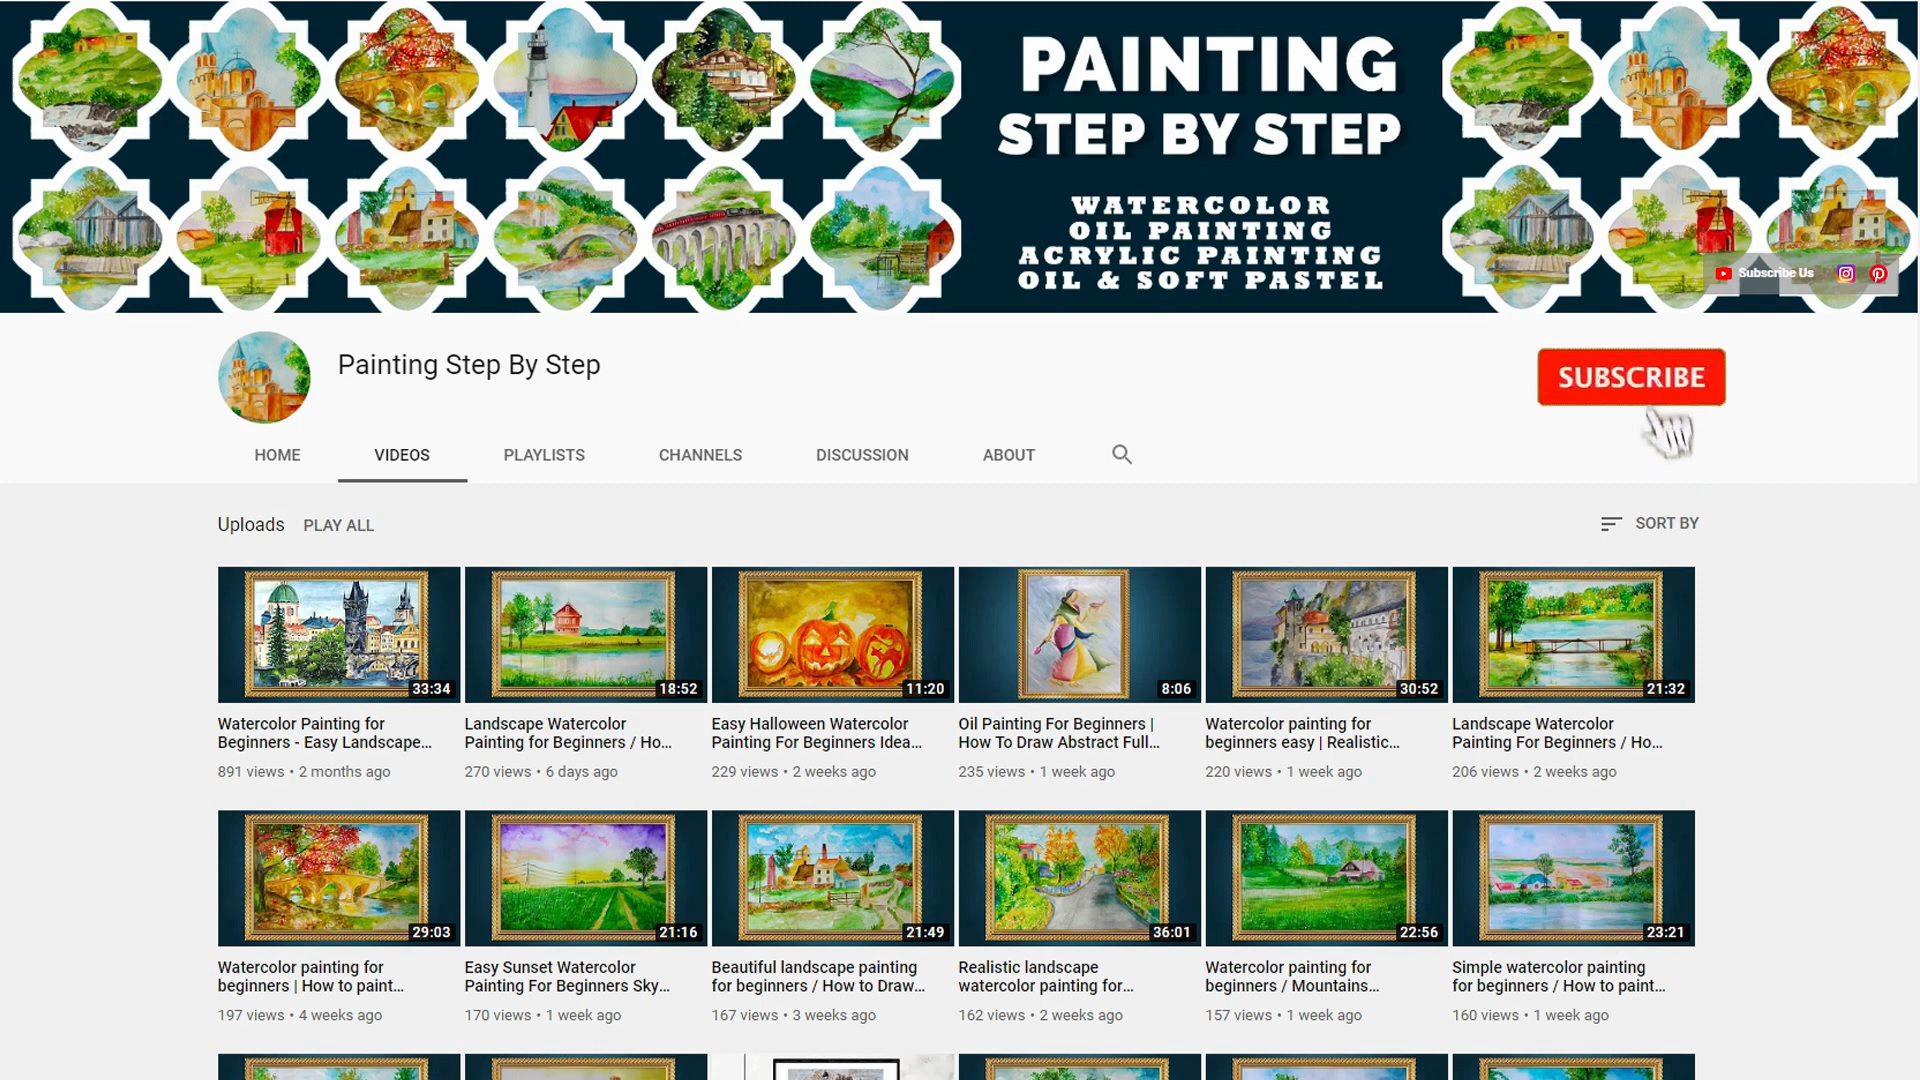 PAINTING
STEP BY STEP
WATERCOLOR
OIL PAINTING
ACRYLIC PAINTING
OIL & SOFT PASTEL
Subscribe Us
Painting Step By Step
SUBSCRIBE
HOME VIDEOS PLAYLISTS CHANNELS DISCUSSION ABOUT
Uploads PLAY ALL SORT BY
33:34 18:52 11:20 8:06 30:52 21:32
Watercolor Painting for
Beginners - Easy Landscape...
891 views • 2 months ago
Landscape Watercolor
Painting for Beginners / Ho...
270 views • 6 days ago
Easy Halloween Watercolor
Painting For Beginners Idea...
229 views • 2 weeks ago
Oil Painting For Beginners |
How To Draw Abstract Full...
235 views • 1 week ago
Watercolor painting for
beginners easy | Realistic...
220 views • 1 week ago
Landscape Watercolor
Painting For Beginners / Ho...
206 views • 2 weeks ago
29:03 21:16 21:49 36:01 22:56 23:21
Watercolor painting for
beginners | How to paint...
197 views • 4 weeks ago
Easy Sunset Watercolor
Painting For Beginners Sky...
170 views • 1 week ago
Beautiful landscape painting
for beginners / How to Draw...
167 views • 3 weeks ago
Realistic landscape
watercolor painting for...
162 views • 2 weeks ago
Watercolor painting for
beginners / Mountains...
157 views • 1 week ago
Simple watercolor painting
for beginners / How to paint...
160 views • 1 week ago